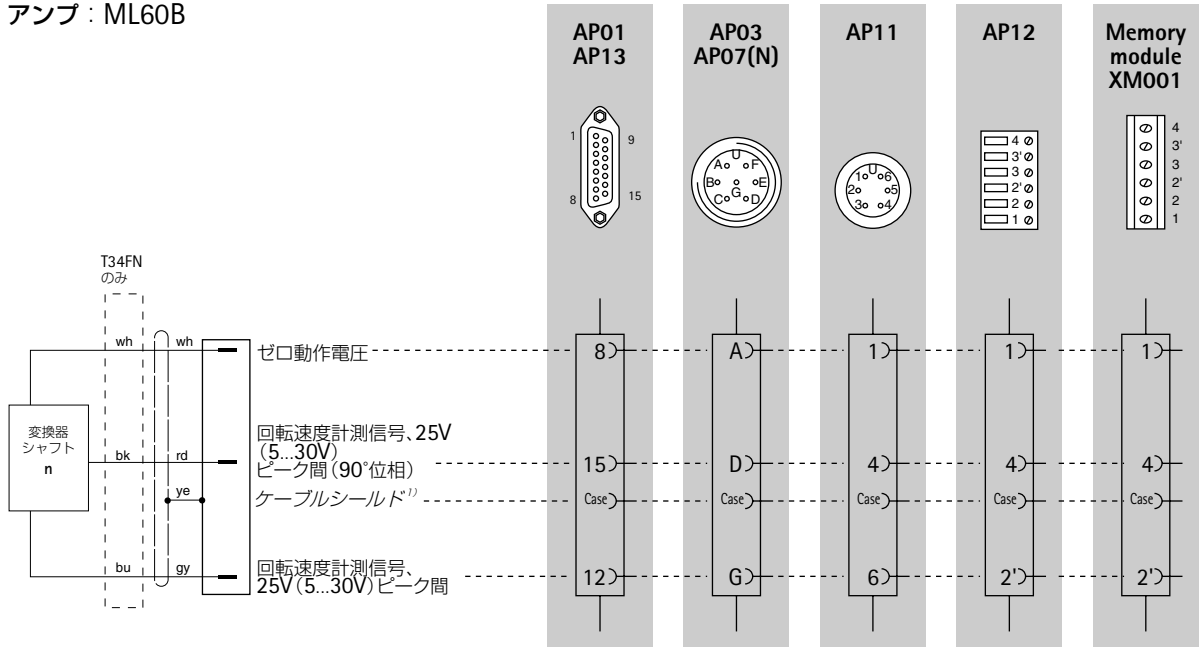 アンプ：ML60B
AP01
AP13
AP03
AP07(N)
AP11
AP12
Memory
module
XM001
1
9
8
15
U
A
F
B
E
G
C
D
U
1
6
2
5
3
4
4
3'
3
2'
2
1
4
3'
3
2'
2
1
T34FN
のみ
wh
wh
ゼロ動作電圧
8
A
1
1
1
変換器
シャフト
n
bk
rd
回転速度計測信号、25V
（5...30V）
ピーク間（90°位相）
15
D
4
4
4
ye
ケーブルシールド1)
Case
Case
Case
Case
Case
bu
gy
回転速度計測信号、
25V（5...30V）ピーク間
12
G
6
2'
2'